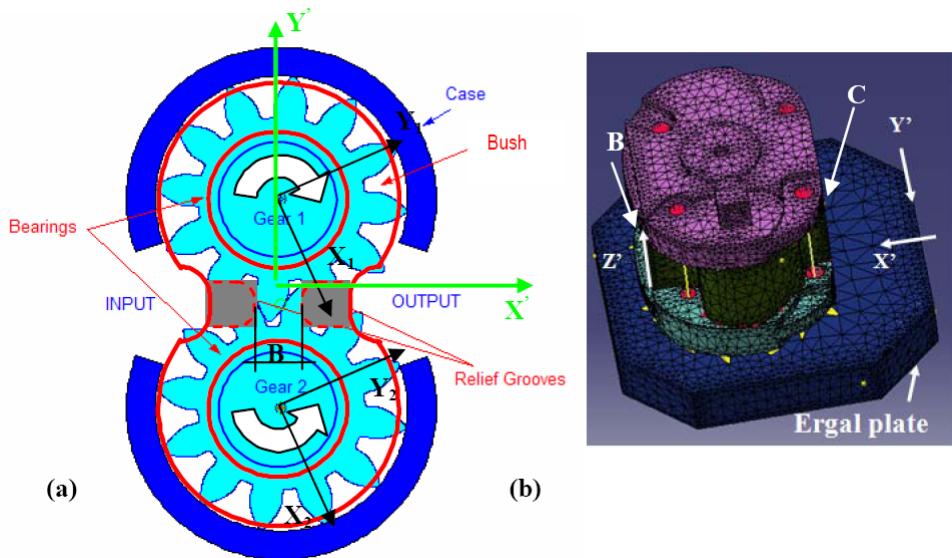 Y’
Case
Y₁
Bush
Bearings
Gear 1
X₁
INPUT
OUTPUT
X’
B
Relief Grooves
Gear 2
Y₂
X₂
(a)
B
C
Y’
Z’
X’
Ergal plate
(b)